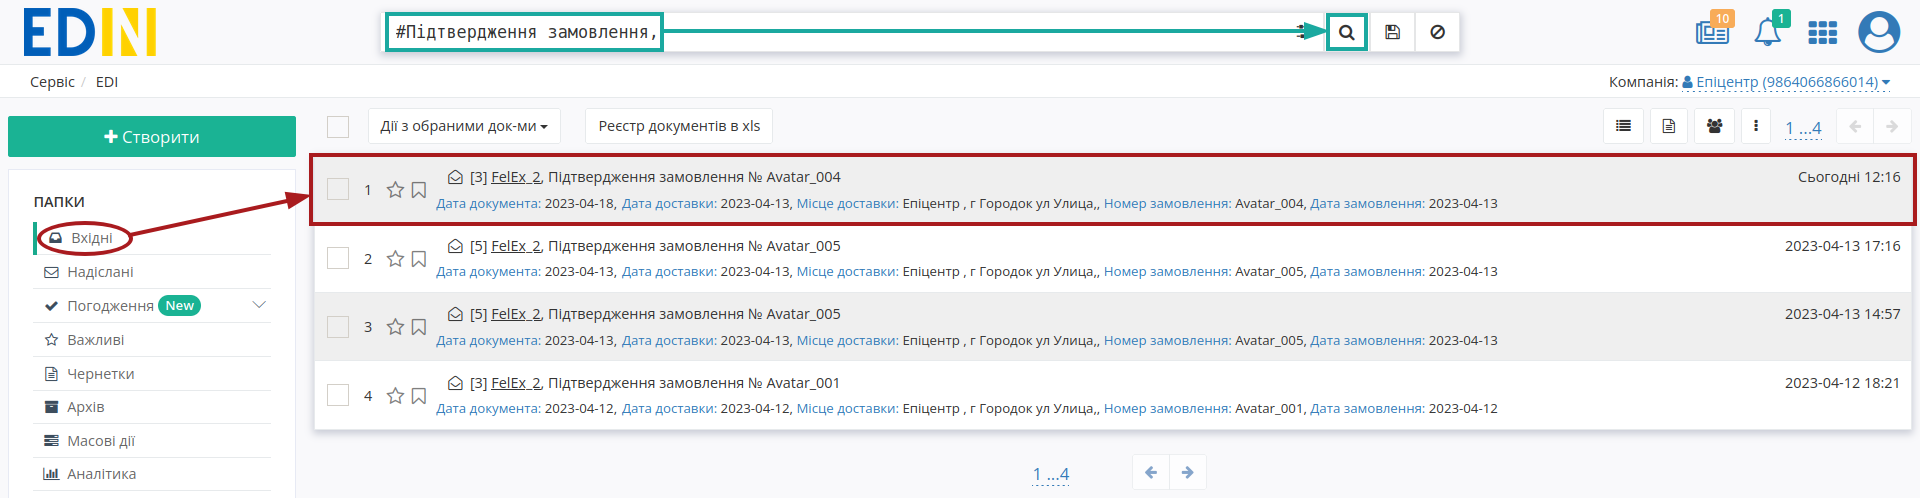 EDIN
#Підтвердження замовлення,
10
1
Сервіс / EDI
Компанія: Епіцентр (9864066866014)
Створити
Дії з обраними док-ми
Реєстр документів в xls
1 ...4
ПАПКИ
Вхідні
Надіслані
Погодження New
Важливі
Чернетки
Архів
Масові дії
Аналітика
1 [3] FelEx_2, Підтвердження замовлення № Avatar_004 Сьогодні 12:16
Дата документа: 2023-04-18, Дата доставки: 2023-04-13, Місце доставки: Епіцентр , г Городок ул Улица,, Номер замовлення: Avatar_004, Дата замовлення: 2023-04-13
2 [5] FelEx_2, Підтвердження замовлення № Avatar_005 2023-04-13 17:16
Дата документа: 2023-04-13, Дата доставки: 2023-04-13, Місце доставки: Епіцентр , г Городок ул Улица,, Номер замовлення: Avatar_005, Дата замовлення: 2023-04-13
3 [5] FelEx_2, Підтвердження замовлення № Avatar_005 2023-04-13 14:57
Дата документа: 2023-04-13, Дата доставки: 2023-04-13, Місце доставки: Епіцентр , г Городок ул Улица,, Номер замовлення: Avatar_005, Дата замовлення: 2023-04-13
4 [3] FelEx_2, Підтвердження замовлення № Avatar_001 2023-04-12 18:21
Дата документа: 2023-04-12, Дата доставки: 2023-04-12, Місце доставки: Епіцентр , г Городок ул Улица,, Номер замовлення: Avatar_001, Дата замовлення: 2023-04-12
1 ...4